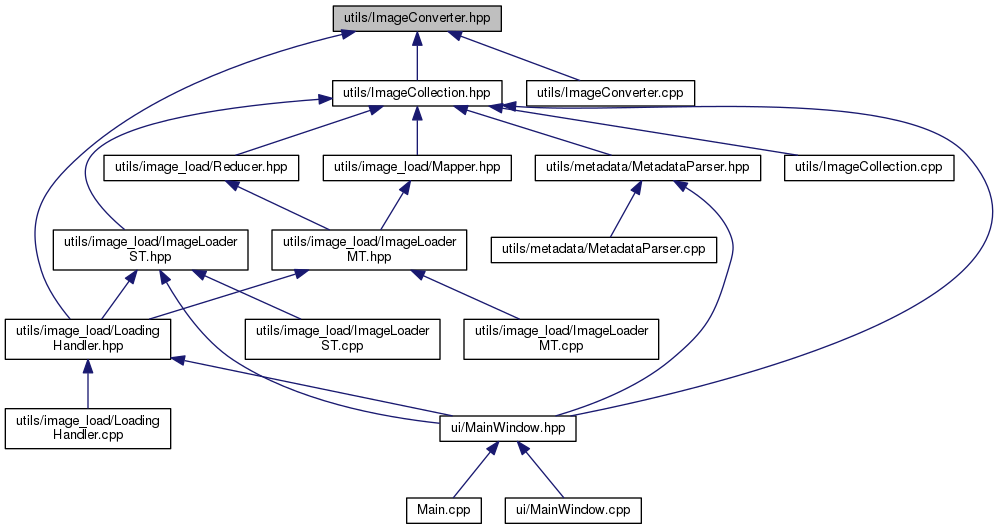 utils/ImageConverter.hpp
utils/ImageCollection.hpp
utils/ImageConverter.cpp
utils/image_load/Reducer.hpp
utils/image_load/Mapper.hpp
utils/metadata/MetadataParser.hpp
utils/ImageCollection.cpp
utils/image_load/ImageLoader
ST.hpp
utils/image_load/ImageLoader
MT.hpp
utils/metadata/MetadataParser.cpp
utils/image_load/Loading
Handler.hpp
utils/image_load/ImageLoader
ST.cpp
utils/image_load/ImageLoader
MT.cpp
utils/image_load/Loading
Handler.cpp
ui/MainWindow.hpp
Main.cpp
ui/MainWindow.cpp